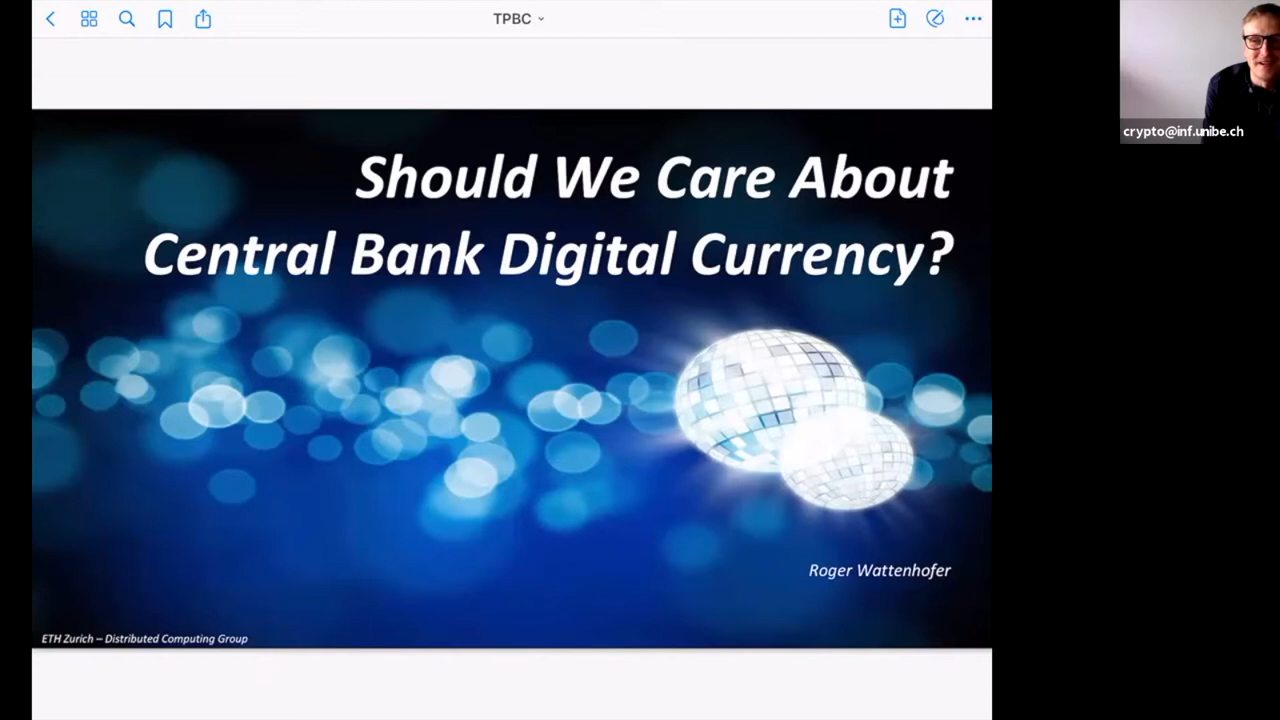 TPBC
crypto@inf.unibe.ch
Should We Care About
Central Bank Digital Currency?
Roger Wattenhofer
ETH Zurich – Distributed Computing Group